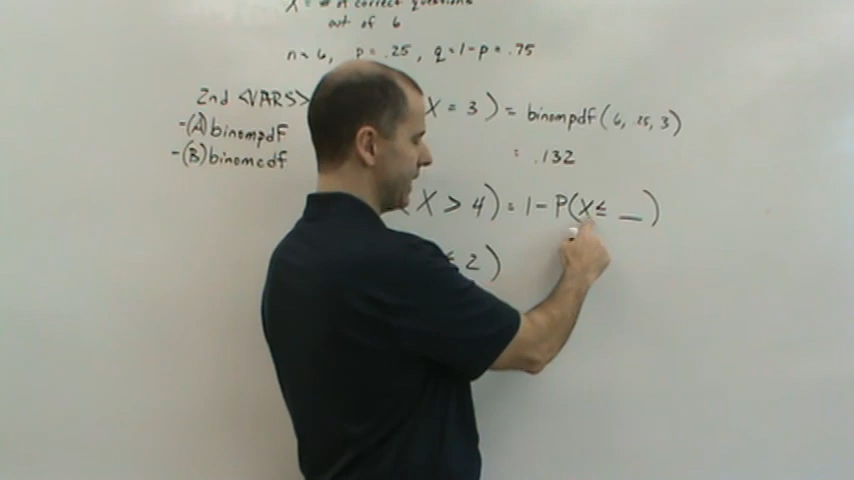 X = # of correct questions
out of 6
n = 6, p = .25, q = 1-p = .75
2nd <VARS>
X = 3) = binompdf(6, .25, 3)
-(A) binompdf
= .132
-(B) binomcdf
(X > 4) = 1 - P(X ≤ __)
≤ 2)